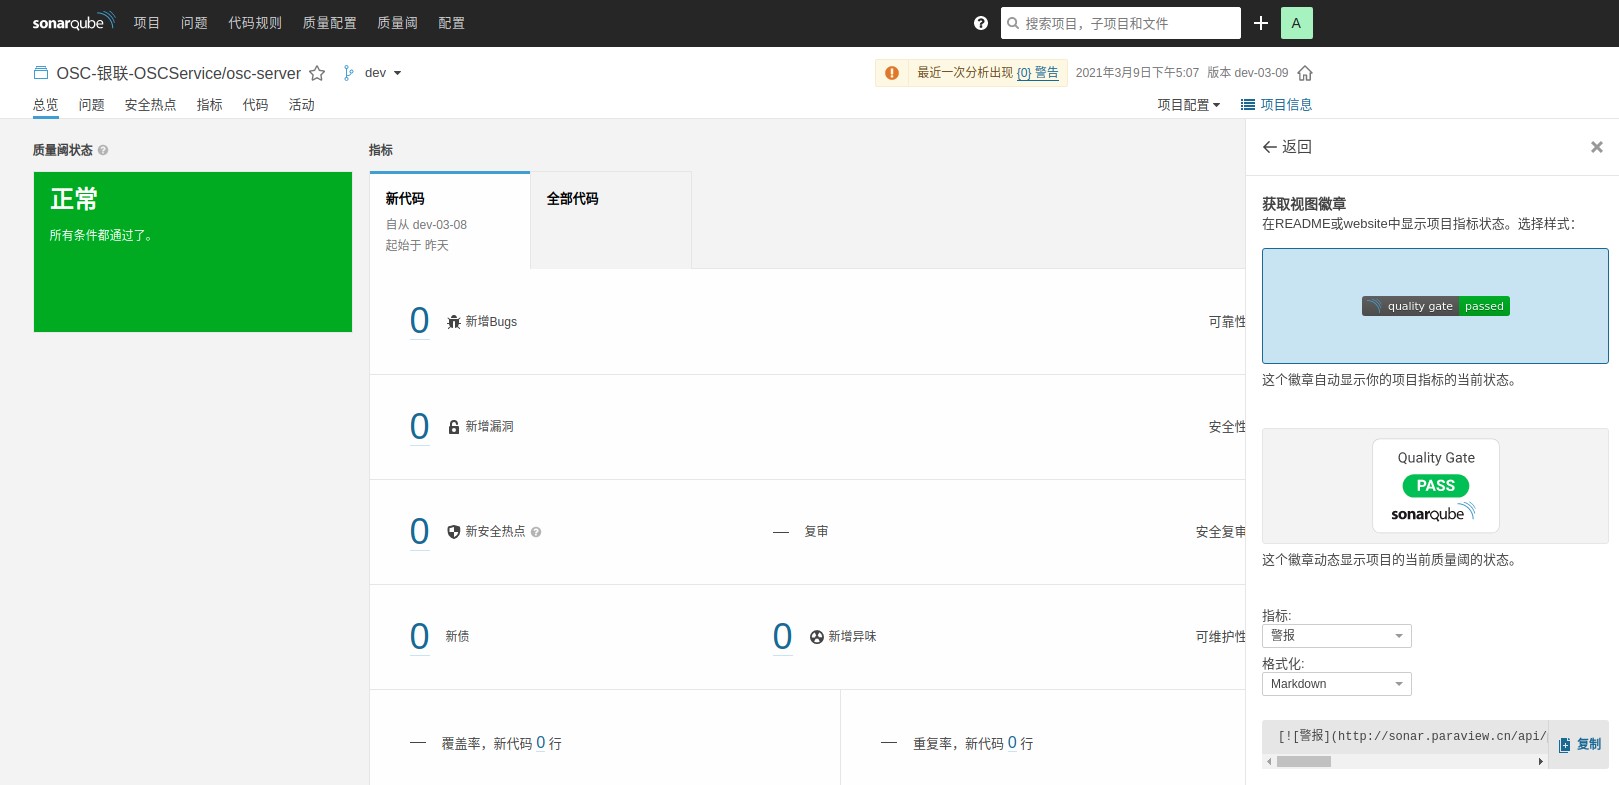 sonarqube 项目 问题 代码规则 质量配置 质量阈 配置 搜索项目，子项目和文件 A
OSC-银联-OSCService/osc-server dev 最近一次分析出现 {0} 警告 2021年3月9日下午5:07 版本 dev-03-09
总览 问题 安全热点 指标 代码 活动 项目配置 项目信息
质量阈状态
正常
所有条件都通过了。
指标
新代码
自从 dev-03-08
起始于 昨天
全部代码
0 新增Bugs 可靠性
0 新增漏洞 安全性
0 新安全热点 — 复审 安全复审
0 新债 0 新增异味 可维护性
— 覆盖率，新代码 0 行 — 重复率，新代码 0 行
返回
获取视图徽章
在README或website中显示项目指标状态。选择样式：
quality gate passed
这个徽章自动显示你的项目指标的当前状态。
Quality Gate
PASS
sonarqube
这个徽章动态显示项目的当前质量阈的状态。
指标:
警报
格式化:
Markdown
[![警报](http://sonar.paraview.cn/api/
复制